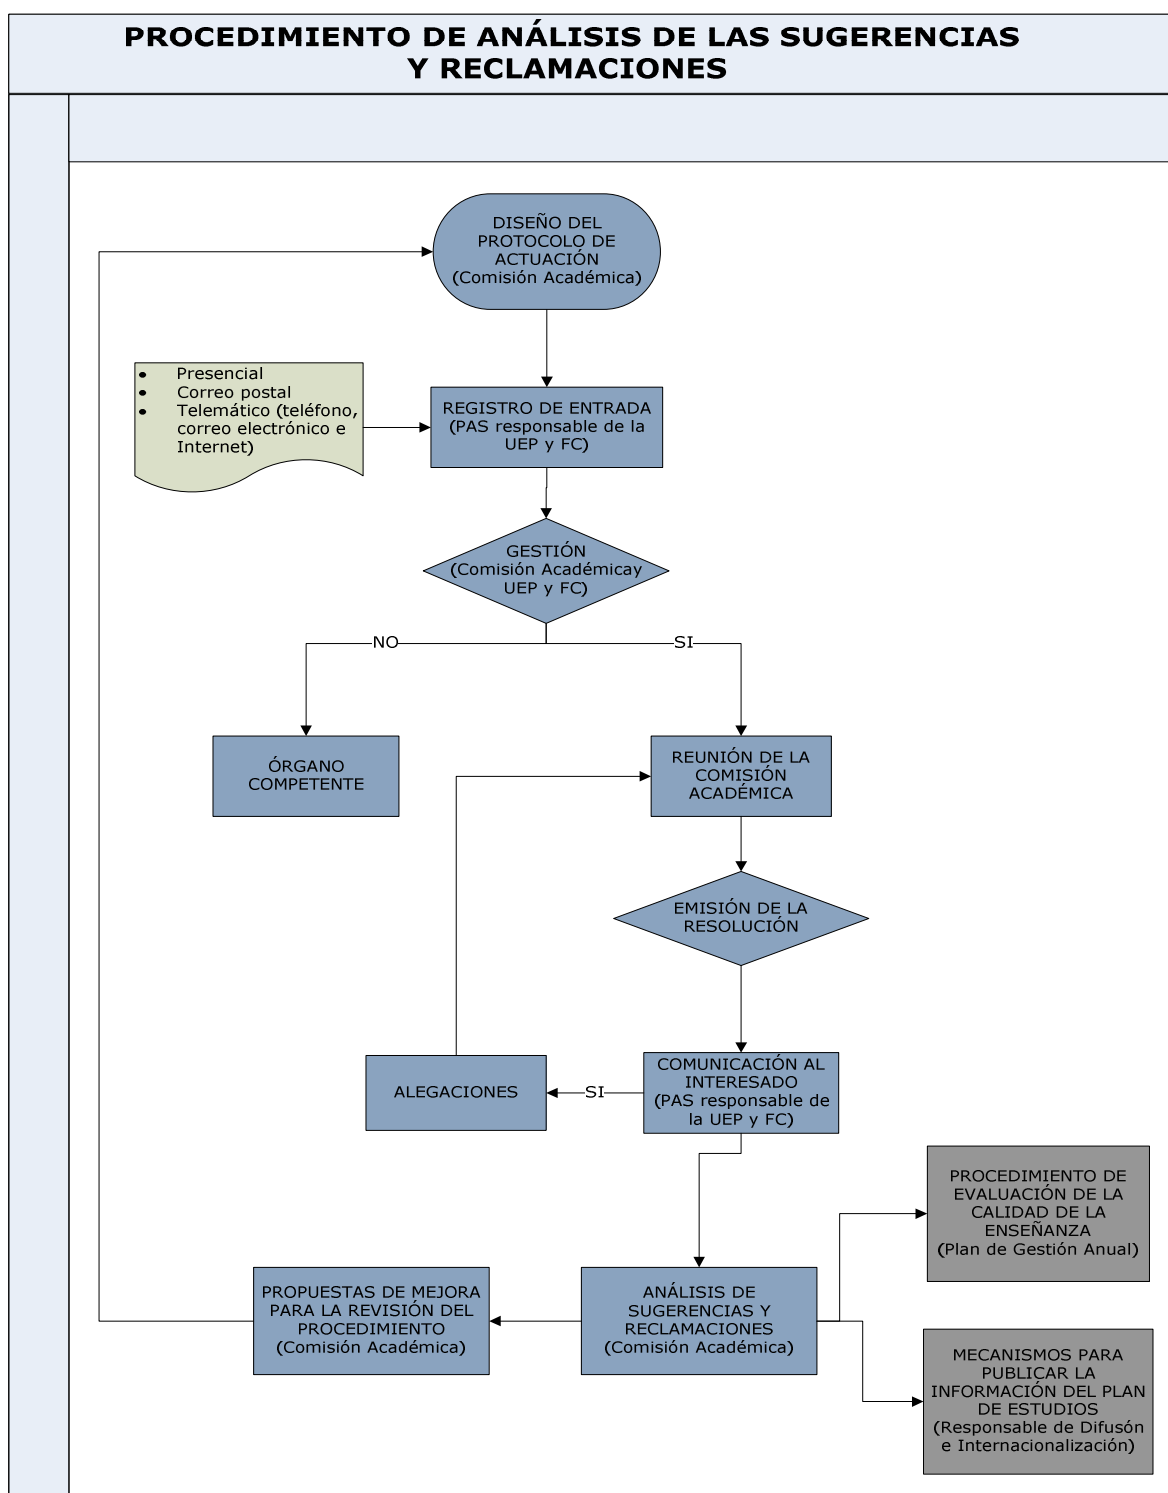 PROCEDIMIENTO DE ANÁLISIS DE LAS SUGERENCIAS
Y RECLAMACIONES
DISEÑO DEL
PROTOCOLO DE
ACTUACIÓN
(Comisión Académica)
• Presencial
• Correo postal
• Telemático (teléfono,
correo electrónico e
Internet)
REGISTRO DE ENTRADA
(PAS responsable de la
UEP y FC)
GESTIÓN
(Comisión Académicay
UEP y FC)
NO
SI
ÓRGANO
COMPETENTE
REUNIÓN DE LA
COMISIÓN
ACADÉMICA
EMISIÓN DE LA
RESOLUCIÓN
COMUNICACIÓN AL
INTERESADO
(PAS responsable de
la UEP y FC)
SI
ALEGACIONES
PROCEDIMIENTO DE
EVALUACIÓN DE LA
CALIDAD DE LA
ENSEÑANZA
(Plan de Gestión Anual)
PROPUESTAS DE MEJORA
PARA LA REVISIÓN DEL
PROCEDIMIENTO
(Comisión Académica)
ANÁLISIS DE
SUGERENCIAS Y
RECLAMACIONES
(Comisión Académica)
MECANISMOS PARA
PUBLICAR LA
INFORMACIÓN DEL PLAN
DE ESTUDIOS
(Responsable de Difusón
e Internacionalización)